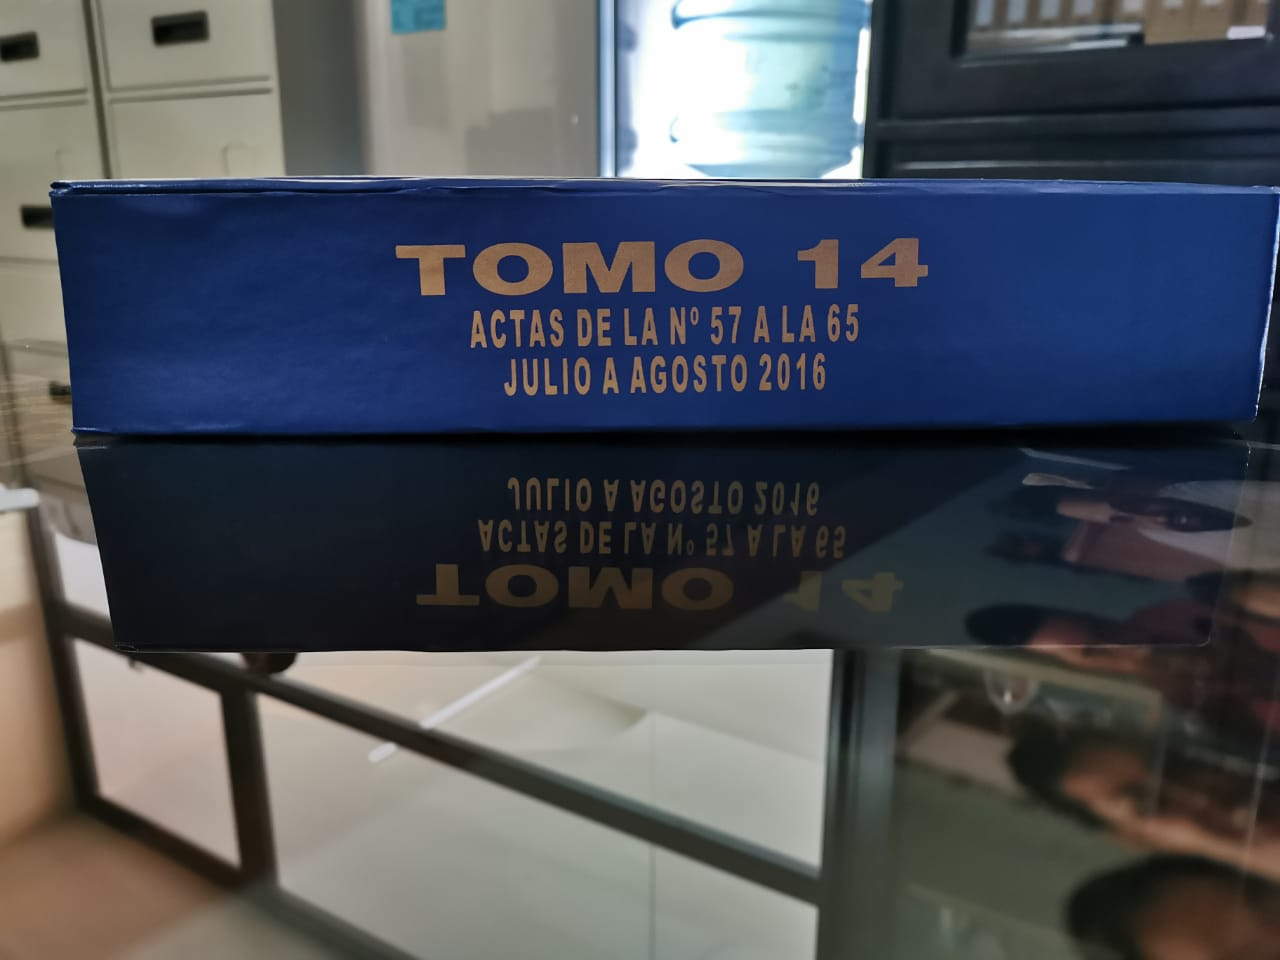 TOMO 14
ACTAS DE LA Nº 57 A LA 65
JULIO A AGOSTO 2016